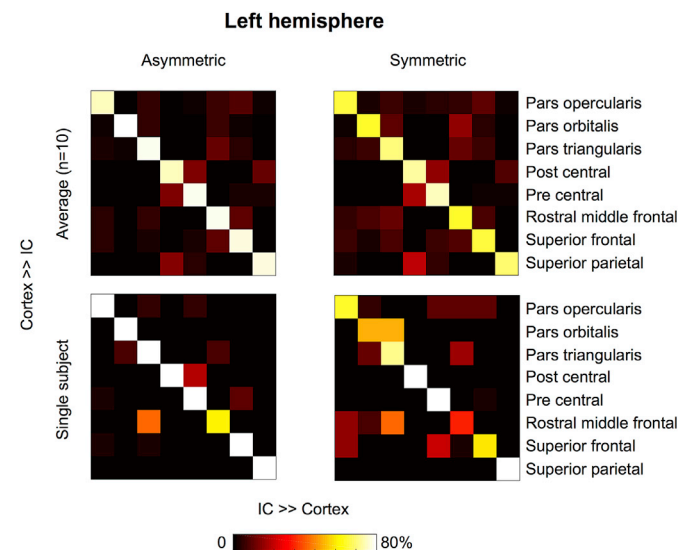 Left hemisphere
Asymmetric
Symmetric
Cortex >> IC
Average (n=10)
Pars opercularis
Pars orbitalis
Pars triangularis
Post central
Pre central
Rostral middle frontal
Superior frontal
Superior parietal
Single subject
Pars opercularis
Pars orbitalis
Pars triangularis
Post central
Pre central
Rostral middle frontal
Superior frontal
Superior parietal
IC >> Cortex
0 80%